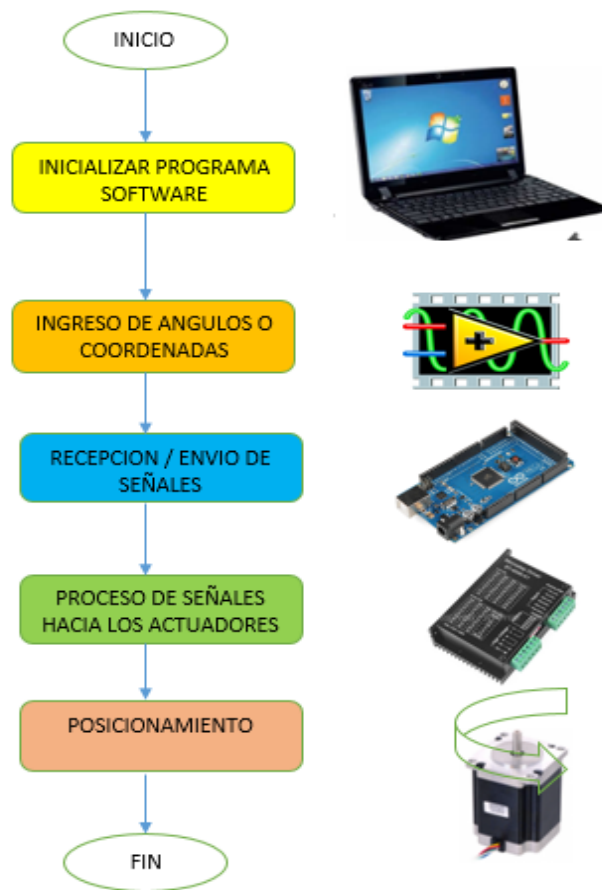 INICIO
INICIALIZAR PROGRAMA
SOFTWARE
INGRESO DE ANGULOS O
COORDENADAS
RECEPCION / ENVIO DE
SEÑALES
PROCESO DE SEÑALES
HACIA LOS ACTUADORES
POSICIONAMIENTO
FIN